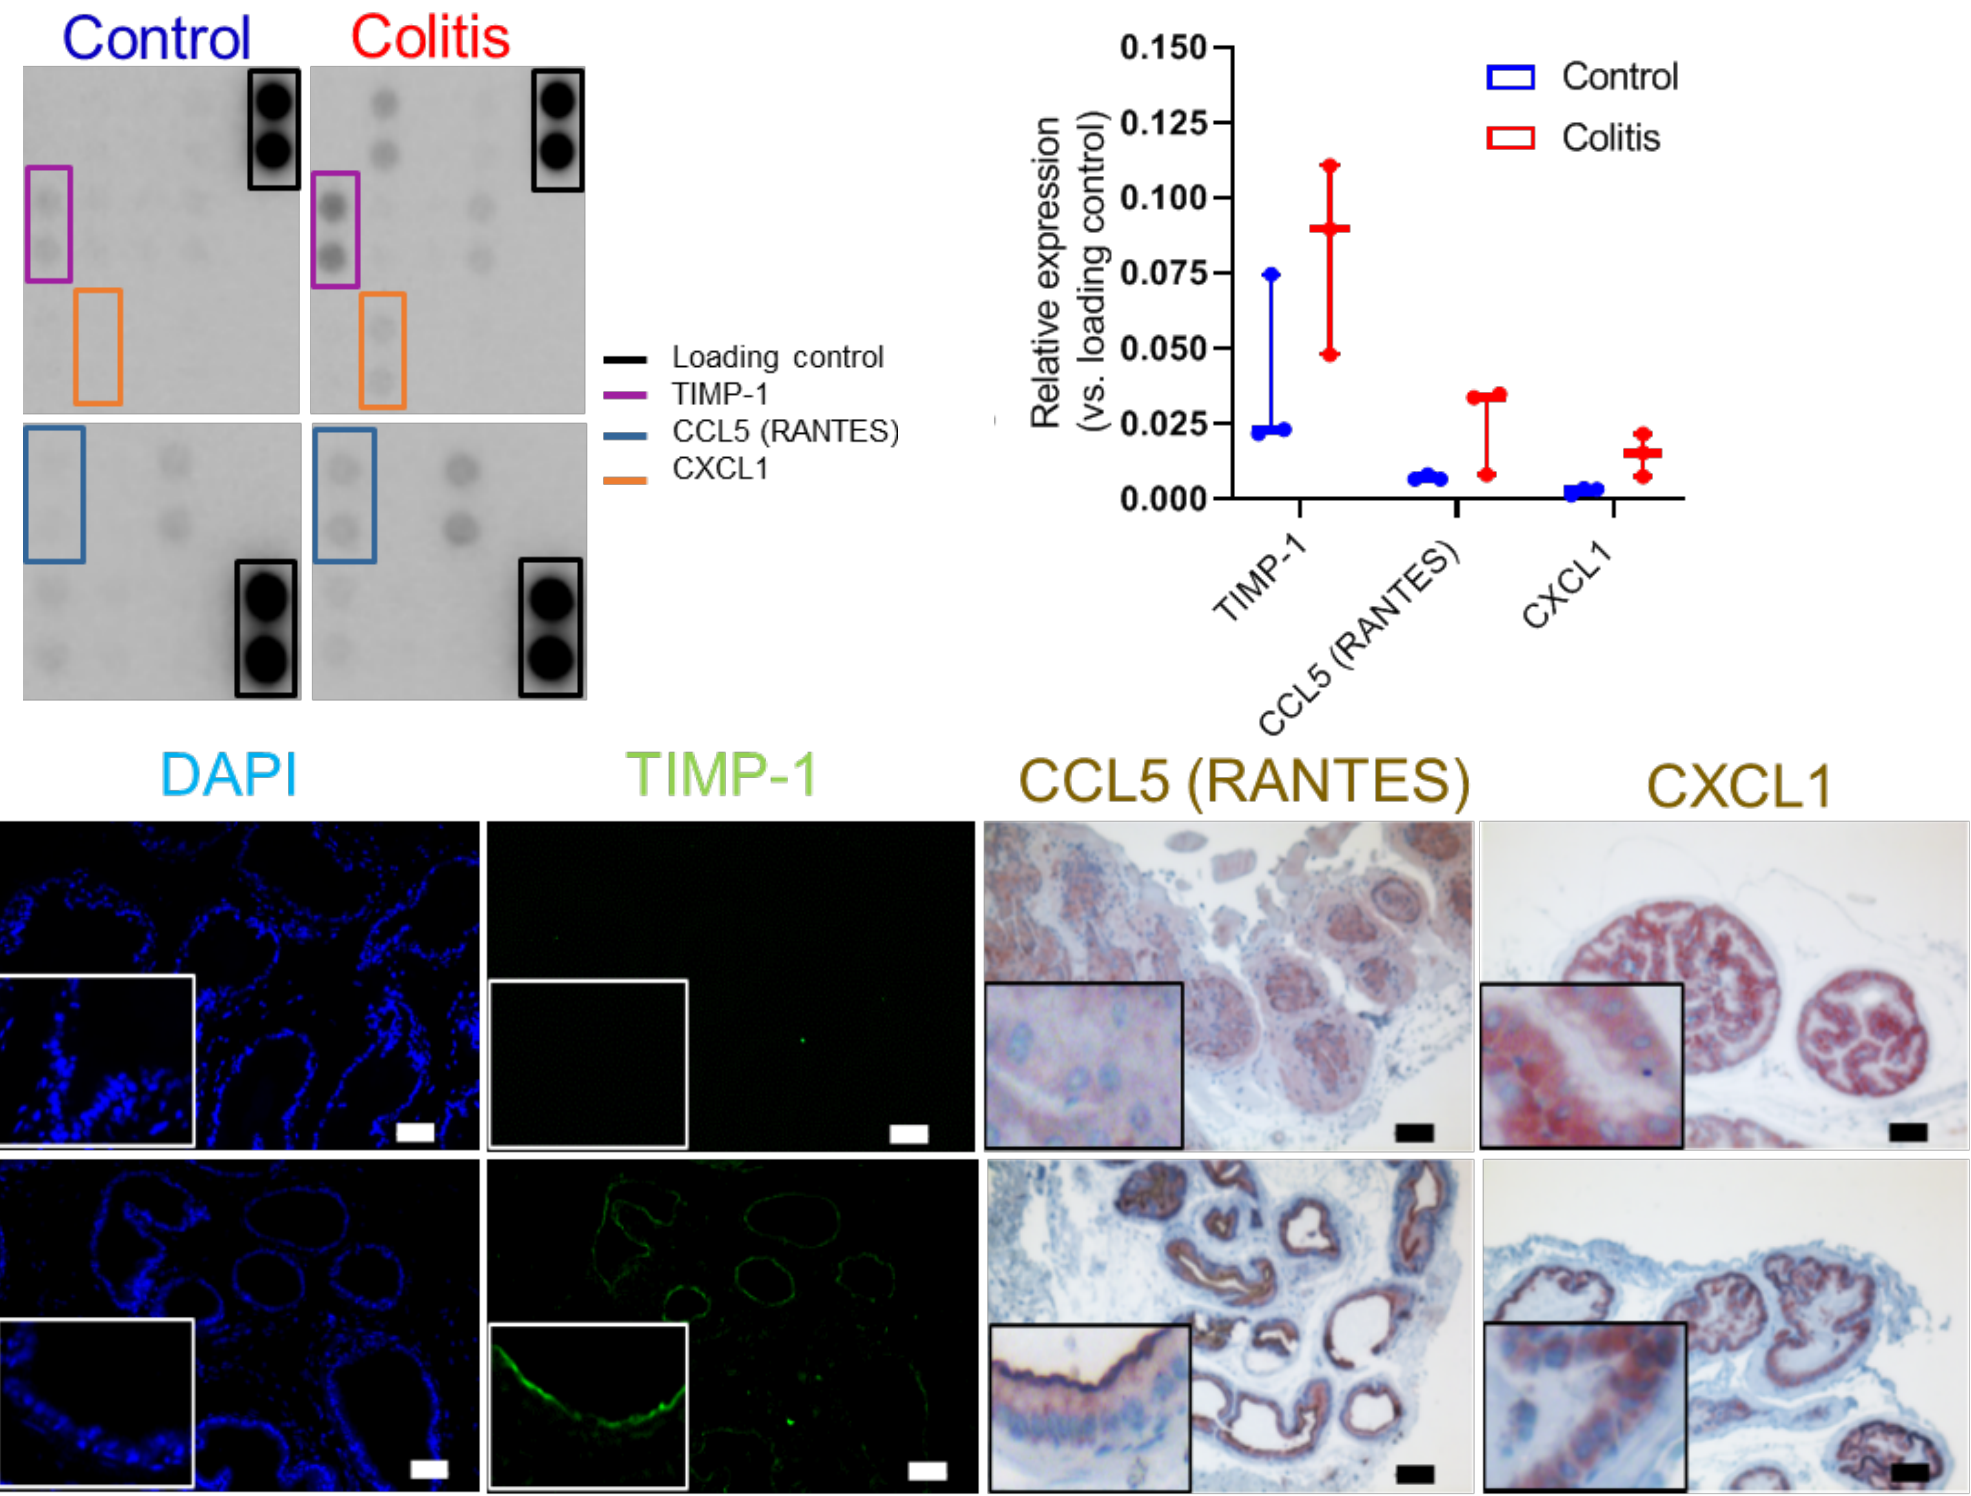 Control
Colitis
Loading control
TIMP-1
CCL5 (RANTES)
CXCL1
0.150
0.125
0.100
0.075
0.050
0.025
0.000
Relative expression
(vs. loading control)
Control
Colitis
TIMP-1
CCL5 (RANTES)
CXCL1
DAPI
TIMP-1
CCL5 (RANTES)
CXCL1